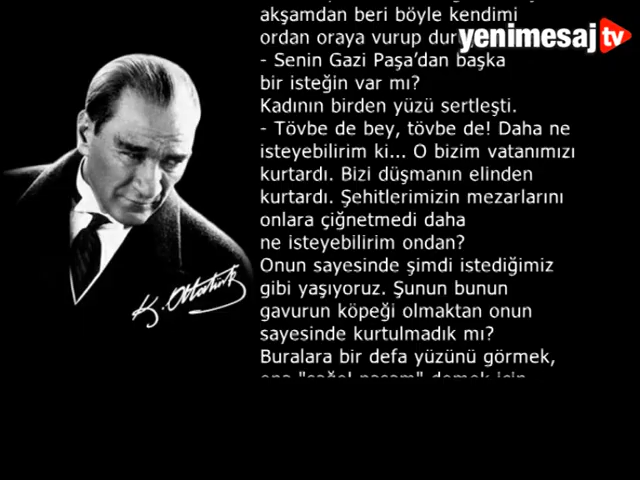 akşamdan beri böyle kendimi
ordan oraya vurup
yenimesaj tv
- Senin Gazi Paşa'dan başka
bir isteğin var mı?
Kadının birden yüzü sertleşti.
- Tövbe de bey, tövbe de! Daha ne
isteyebilirim ki... O bizim vatanımızı
kurtardı. Bizi düşmanın elinden
kurtardı. Şehitlerimizin mezarlarını
onlara çiğnetmedi daha
ne isteyebilirim ondan?
Onun sayesinde şimdi istediğimiz
gibi yaşıyoruz. Şunun bunun
gavurun köpeği olmaktan onun
sayesinde kurtulmadık mı?
Buralara bir defa yüzünü görmek,
K. Atatürk